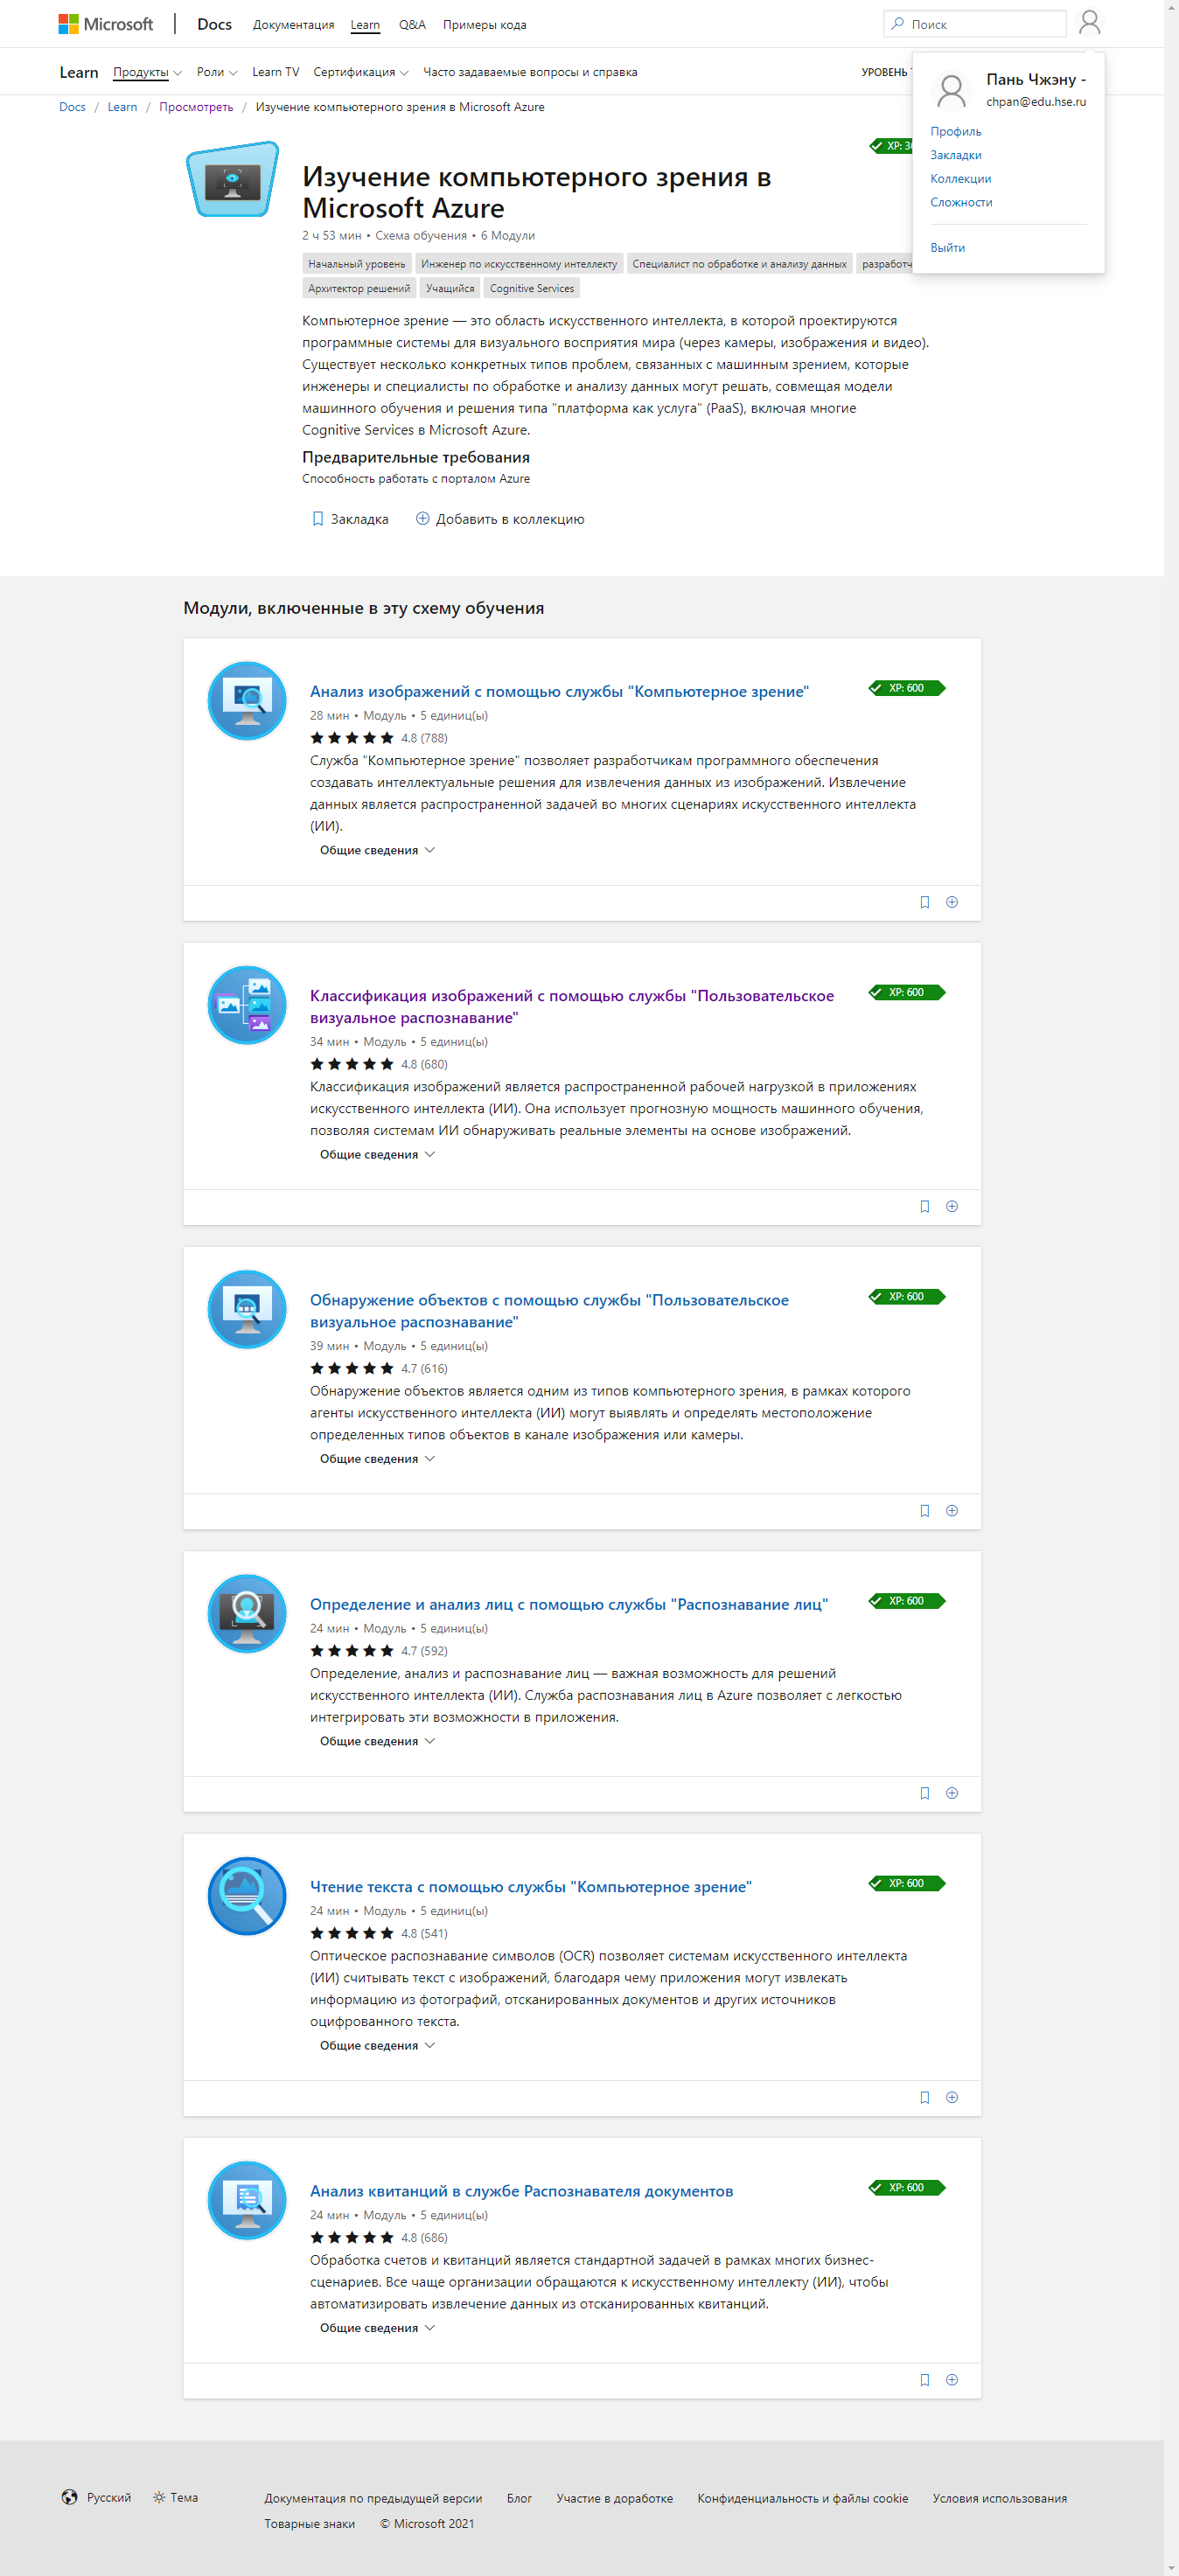 Microsoft
Docs
Документация
Learn
Q&A
Примеры кода
Поиск
Learn
Продукты
Роли
Learn TV
Сертификация
Часто задаваемые вопросы и справка
УРОВЕНЬ
Пань Чжэну -
chpan@edu.hse.ru
Профиль
Закладки
Коллекции
Сложности
Выйти
Docs / Learn / Просмотреть / Изучение компьютерного зрения в Microsoft Azure
Изучение компьютерного зрения в
Microsoft Azure
2 ч 53 мин • Схема обучения • 6 Модули
Начальный уровень
Инженер по искусственному интеллекту
Специалист по обработке и анализу данных
Архитектор решений
Учащийся
Cognitive Services
Компьютерное зрение — это область искусственного интеллекта, в которой проектируются
программные системы для визуального восприятия мира (через камеры, изображения и видео).
Существует несколько конкретных типов проблем, связанных с машинным зрением, которые
инженеры и специалисты по обработке и анализу данных могут решать, совмещая модели
машинного обучения и решения типа "платформа как услуга" (PaaS), включая многие
Cognitive Services в Microsoft Azure.
Предварительные требования
Способность работать с порталом Azure
Закладка
Добавить в коллекцию
Модули, включенные в эту схему обучения
Анализ изображений с помощью службы "Компьютерное зрение"
XP: 600
28 мин • Модуль • 5 единиц(ы)
4.8 (788)
Служба "Компьютерное зрение" позволяет разработчикам программного обеспечения
создавать интеллектуальные решения для извлечения данных из изображений. Извлечение
данных является распространенной задачей во многих сценариях искусственного интеллекта
(ИИ).
Общие сведения
Классификация изображений с помощью службы "Пользовательское
визуальное распознавание"
XP: 600
34 мин • Модуль • 5 единиц(ы)
4.8 (680)
Классификация изображений является распространенной рабочей нагрузкой в приложениях
искусственного интеллекта (ИИ). Она использует прогнозную мощность машинного обучения,
позволяя системам ИИ обнаруживать реальные элементы на основе изображений.
Общие сведения
Обнаружение объектов с помощью службы "Пользовательское
визуальное распознавание"
XP: 600
39 мин • Модуль • 5 единиц(ы)
4.7 (616)
Обнаружение объектов является одним из типов компьютерного зрения, в рамках которого
агенты искусственного интеллекта (ИИ) могут выявлять и определять местоположение
определенных типов объектов в канале изображения или камеры.
Общие сведения
Определение и анализ лиц с помощью службы "Распознавание лиц"
XP: 600
24 мин • Модуль • 5 единиц(ы)
4.7 (592)
Определение, анализ и распознавание лиц — важная возможность для решений
искусственного интеллекта (ИИ). Служба распознавания лиц в Azure позволяет с легкостью
интегрировать эти возможности в приложения.
Общие сведения
Чтение текста с помощью службы "Компьютерное зрение"
XP: 600
24 мин • Модуль • 5 единиц(ы)
4.8 (541)
Оптическое распознавание символов (OCR) позволяет системам искусственного интеллекта
(ИИ) считывать текст с изображений, благодаря чему приложения могут извлекать
информацию из фотографий, отсканированных документов и других источников
оцифрованного текста.
Общие сведения
Анализ квитанций в службе Распознавателя документов
XP: 600
24 мин • Модуль • 5 единиц(ы)
4.8 (686)
Обработка счетов и квитанций является стандартной задачей в рамках многих бизнес-
сценариев. Все чаще организации обращаются к искусственному интеллекту (ИИ), чтобы
автоматизировать извлечение данных из отсканированных квитанций.
Общие сведения
Русский
Тема
Документация по предыдущей версии
Блог
Участие в доработке
Конфиденциальность и файлы cookie
Условия использования
Товарные знаки
© Microsoft 2021